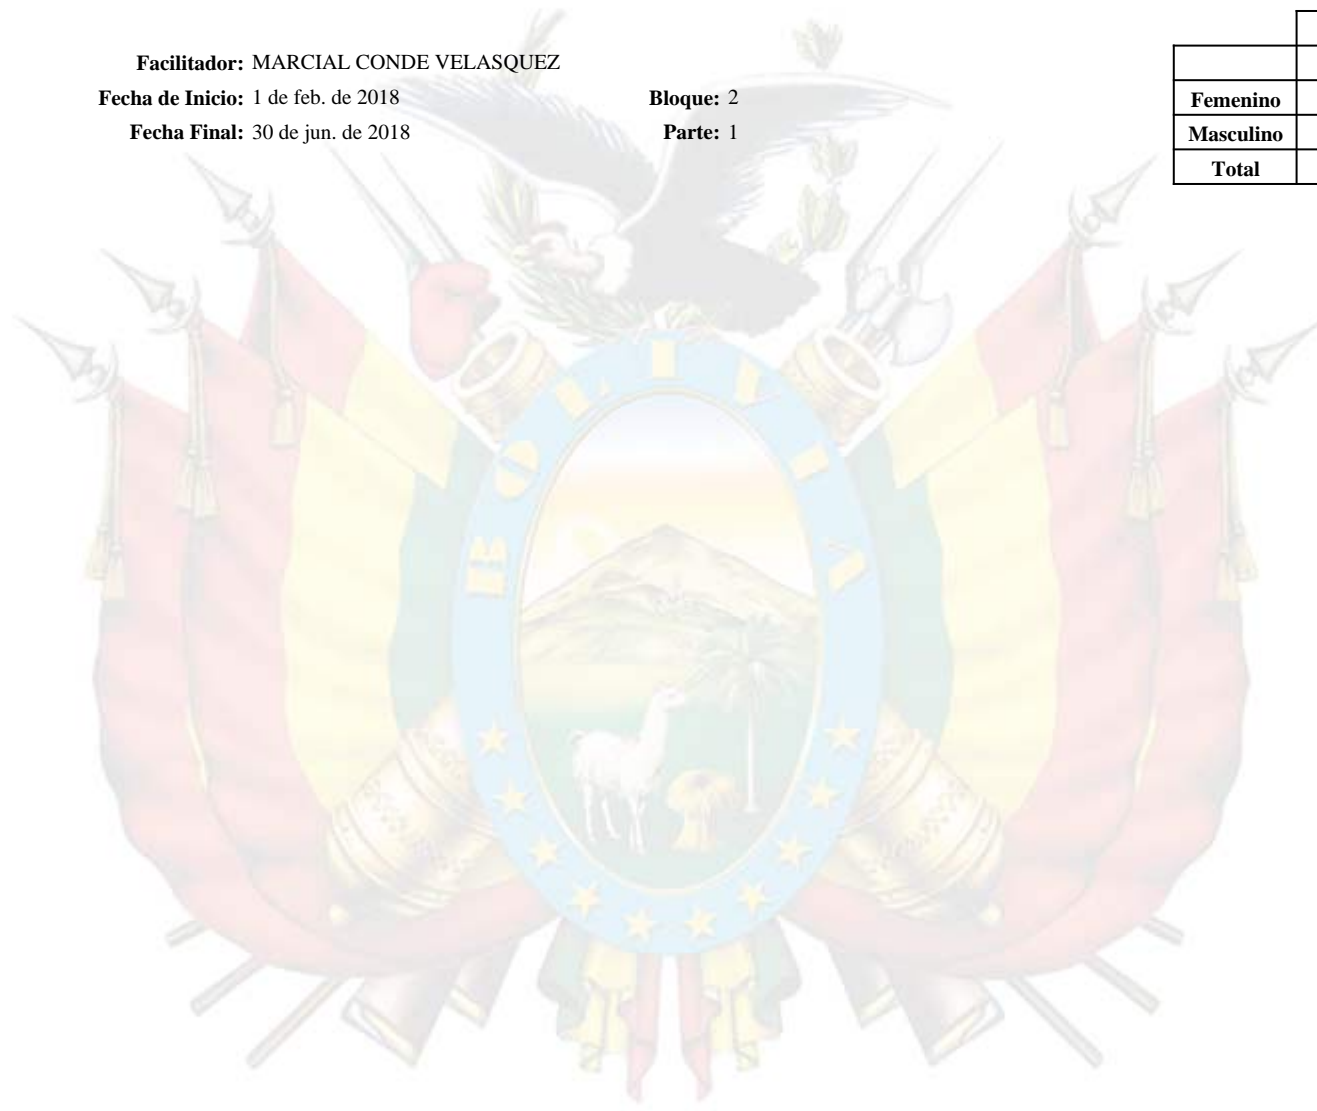 Facilitador: MARCIAL CONDE VELASQUEZ
Fecha de Inicio: 1 de feb. de 2018 Bloque: 2
Fecha Final: 30 de jun. de 2018 Parte: 1
Femenino
Masculino
Total
BOLIVIA